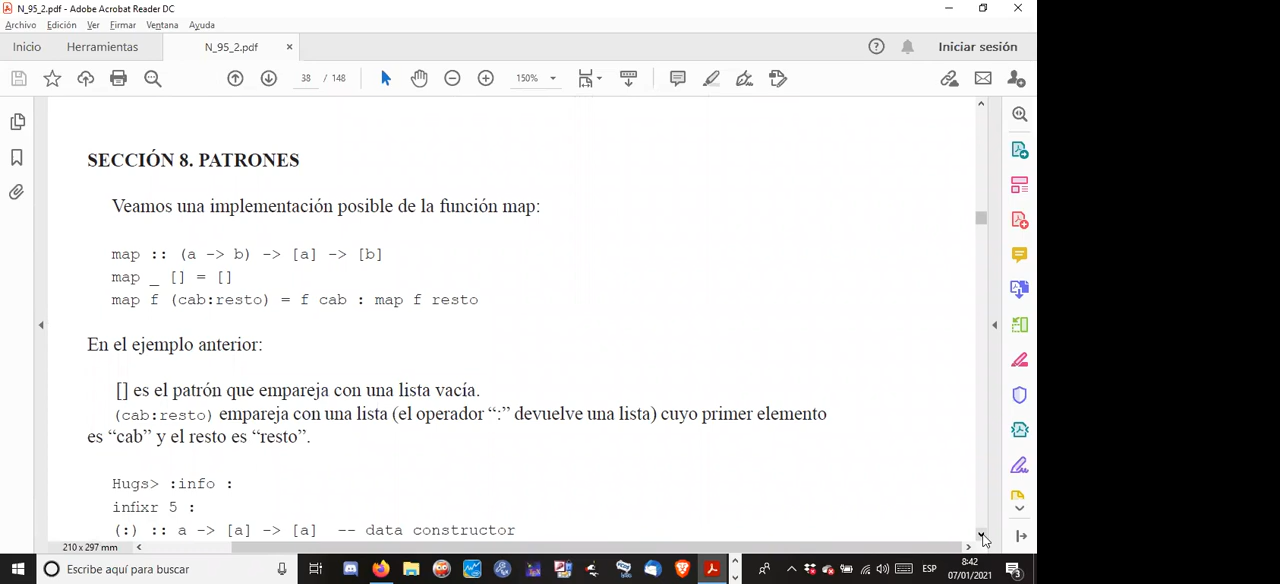 N_95_2.pdf - Adobe Acrobat Reader DC
Archivo Edición Ver Firmar Ventana Ayuda
Inicio Herramientas N_95_2.pdf × Iniciar sesión
38 / 148 150%
SECCIÓN 8. PATRONES
Veamos una implementación posible de la función map:
map :: (a -> b) -> [a] -> [b]
map _ [] = []
map f (cab:resto) = f cab : map f resto
En el ejemplo anterior:
[] es el patrón que empareja con una lista vacía.
(cab:resto) empareja con una lista (el operador “:” devuelve una lista) cuyo primer elemento
es “cab” y el resto es “resto”.
Hugs> :info :
infixr 5 :
(:) :: a -> [a] -> [a] -- data constructor
210 x 297 mm
Escribe aquí para buscar
ESP
8:42
07/01/2021
3